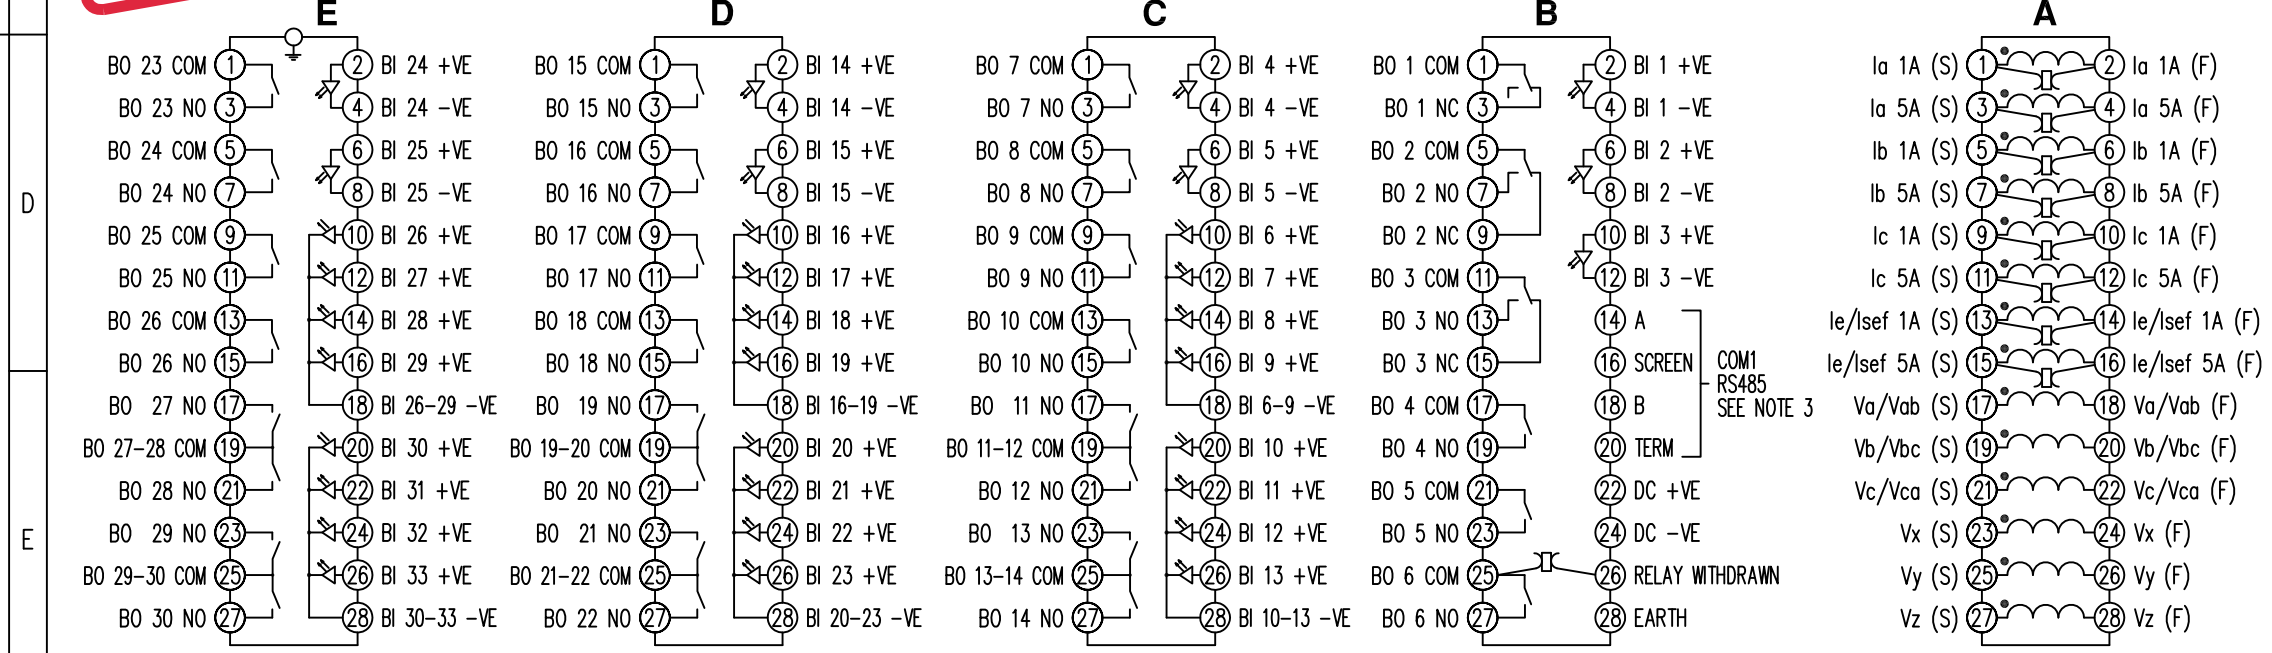 E D C B A
BO 23 COM 1 2 BI 24 +VE BO 15 COM 1 2 BI 14 +VE BO 7 COM 1 2 BI 4 +VE BO 1 COM 1 2 BI 1 +VE Ia 1A (S) 1 2 Ia 1A (F)
BO 23 NO 3 4 BI 24 -VE BO 15 NO 3 4 BI 14 -VE BO 7 NO 3 4 BI 4 -VE BO 1 NC 3 4 BI 1 -VE Ia 5A (S) 3 4 Ia 5A (F)
BO 24 COM 5 6 BI 25 +VE BO 16 COM 5 6 BI 15 +VE BO 8 COM 5 6 BI 5 +VE BO 2 COM 5 6 BI 2 +VE Ib 1A (S) 5 6 Ib 1A (F)
D BO 24 NO 7 8 BI 25 -VE BO 16 NO 7 8 BI 15 -VE BO 8 NO 7 8 BI 5 -VE BO 2 NO 7 8 BI 2 -VE Ib 5A (S) 7 8 Ib 5A (F)
BO 25 COM 9 10 BI 26 +VE BO 17 COM 9 10 BI 16 +VE BO 9 COM 9 10 BI 6 +VE BO 2 NC 9 10 BI 3 +VE Ic 1A (S) 9 10 Ic 1A (F)
BO 25 NO 11 12 BI 27 +VE BO 17 NO 11 12 BI 17 +VE BO 9 NO 11 12 BI 7 +VE BO 3 COM 11 12 BI 3 -VE Ic 5A (S) 11 12 Ic 5A (F)
BO 26 COM 13 14 BI 28 +VE BO 18 COM 13 14 BI 18 +VE BO 10 COM 13 14 BI 8 +VE BO 3 NO 13 14 A Ie/Isef 1A (S) 13 14 Ie/Isef 1A (F)
BO 26 NO 15 16 BI 29 +VE BO 18 NO 15 16 BI 19 +VE BO 10 NO 15 16 BI 9 +VE BO 3 NC 15 16 SCREEN COM1 Ie/Isef 5A (S) 15 16 Ie/Isef 5A (F)
RS485
BO 27 NO 17 18 BI 26-29 -VE BO 19 NO 17 18 BI 16-19 -VE BO 11 NO 17 18 BI 6-9 -VE BO 4 COM 17 18 B SEE NOTE 3 Va/Vab (S) 17 18 Va/Vab (F)
BO 27-28 COM 19 20 BI 30 +VE BO 19-20 COM 19 20 BI 20 +VE BO 11-12 COM 19 20 BI 10 +VE BO 4 NO 19 20 TERM Vb/Vbc (S) 19 20 Vb/Vbc (F)
BO 28 NO 21 22 BI 31 +VE BO 20 NO 21 22 BI 21 +VE BO 12 NO 21 22 BI 11 +VE BO 5 COM 21 22 DC +VE Vc/Vca (S) 21 22 Vc/Vca (F)
E BO 29 NO 23 24 BI 32 +VE BO 21 NO 23 24 BI 22 +VE BO 13 NO 23 24 BI 12 +VE BO 5 NO 23 24 DC -VE Vx (S) 23 24 Vx (F)
BO 29-30 COM 25 26 BI 33 +VE BO 21-22 COM 25 26 BI 23 +VE BO 13-14 COM 25 26 BI 13 +VE BO 6 COM 25 26 RELAY WITHDRAWN Vy (S) 25 26 Vy (F)
BO 30 NO 27 28 BI 30-33 -VE BO 22 NO 27 28 BI 20-23 -VE BO 14 NO 27 28 BI 10-13 -VE BO 6 NO 27 28 EARTH Vz (S) 27 28 Vz (F)